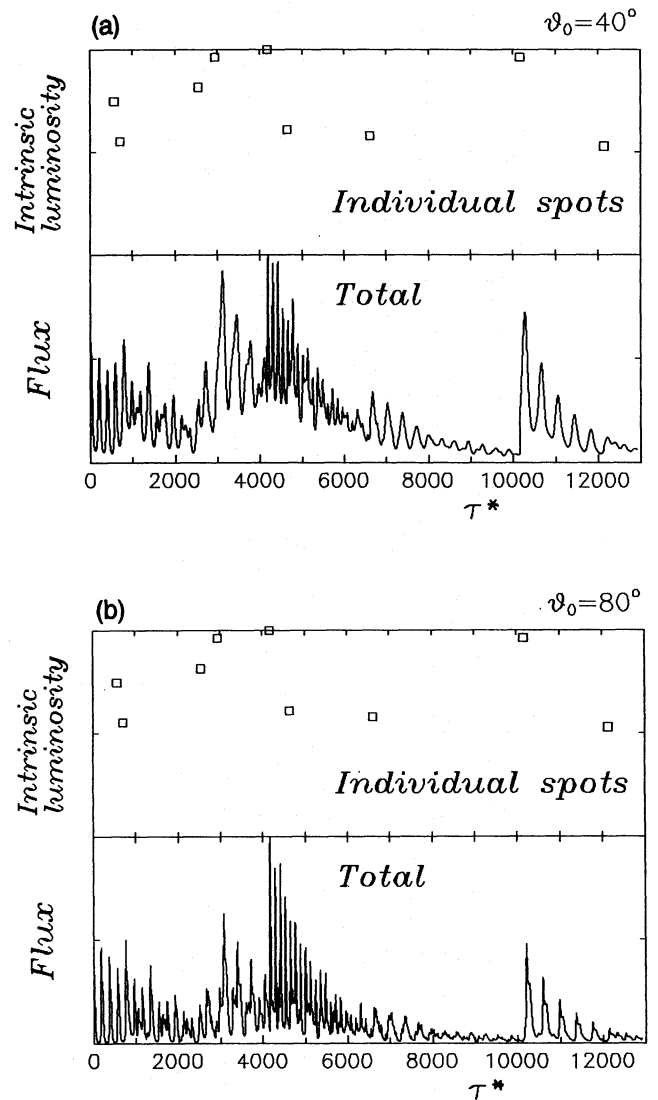 (a)
ϑ₀=40°
Intrinsic
luminosity
Individual spots
Flux
Total
0 2000 4000 6000 8000 10000 12000
τ*
(b)
ϑ₀=80°
Intrinsic
luminosity
Individual spots
Flux
Total
0 2000 4000 6000 8000 10000 12000
τ*